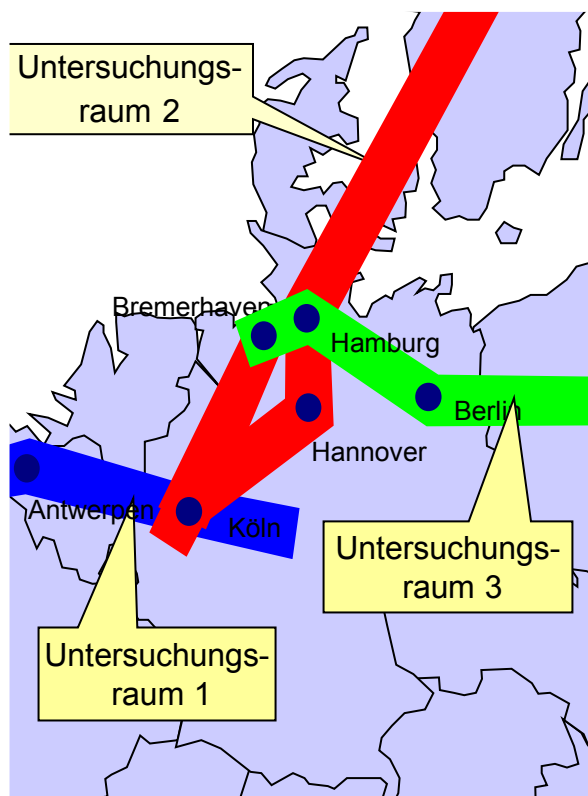 Untersuchungs-
raum 2
Bremerhaven
Hamburg
Berlin
Hannover
Antwerpen
Köln
Untersuchungs-
raum 3
Untersuchungs-
raum 1